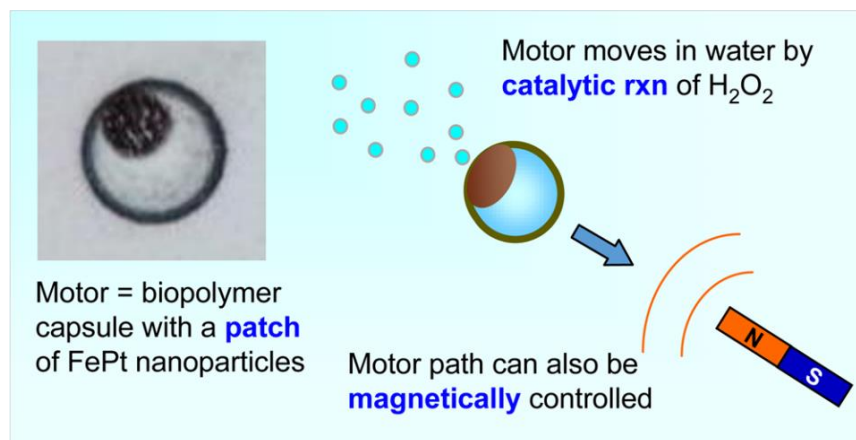 Motor moves in water by
catalytic rxn of H₂O₂
Motor = biopolymer
capsule with a patch
of FePt nanoparticles
Motor path can also be
magnetically controlled
N
S